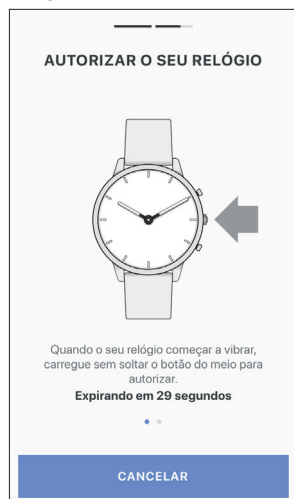 AUTORIZAR O SEU RELÓGIO
Quando o seu relógio começar a vibrar,
carregue sem soltar o botão do meio para
autorizar.
Expirando em 29 segundos
CANCELAR